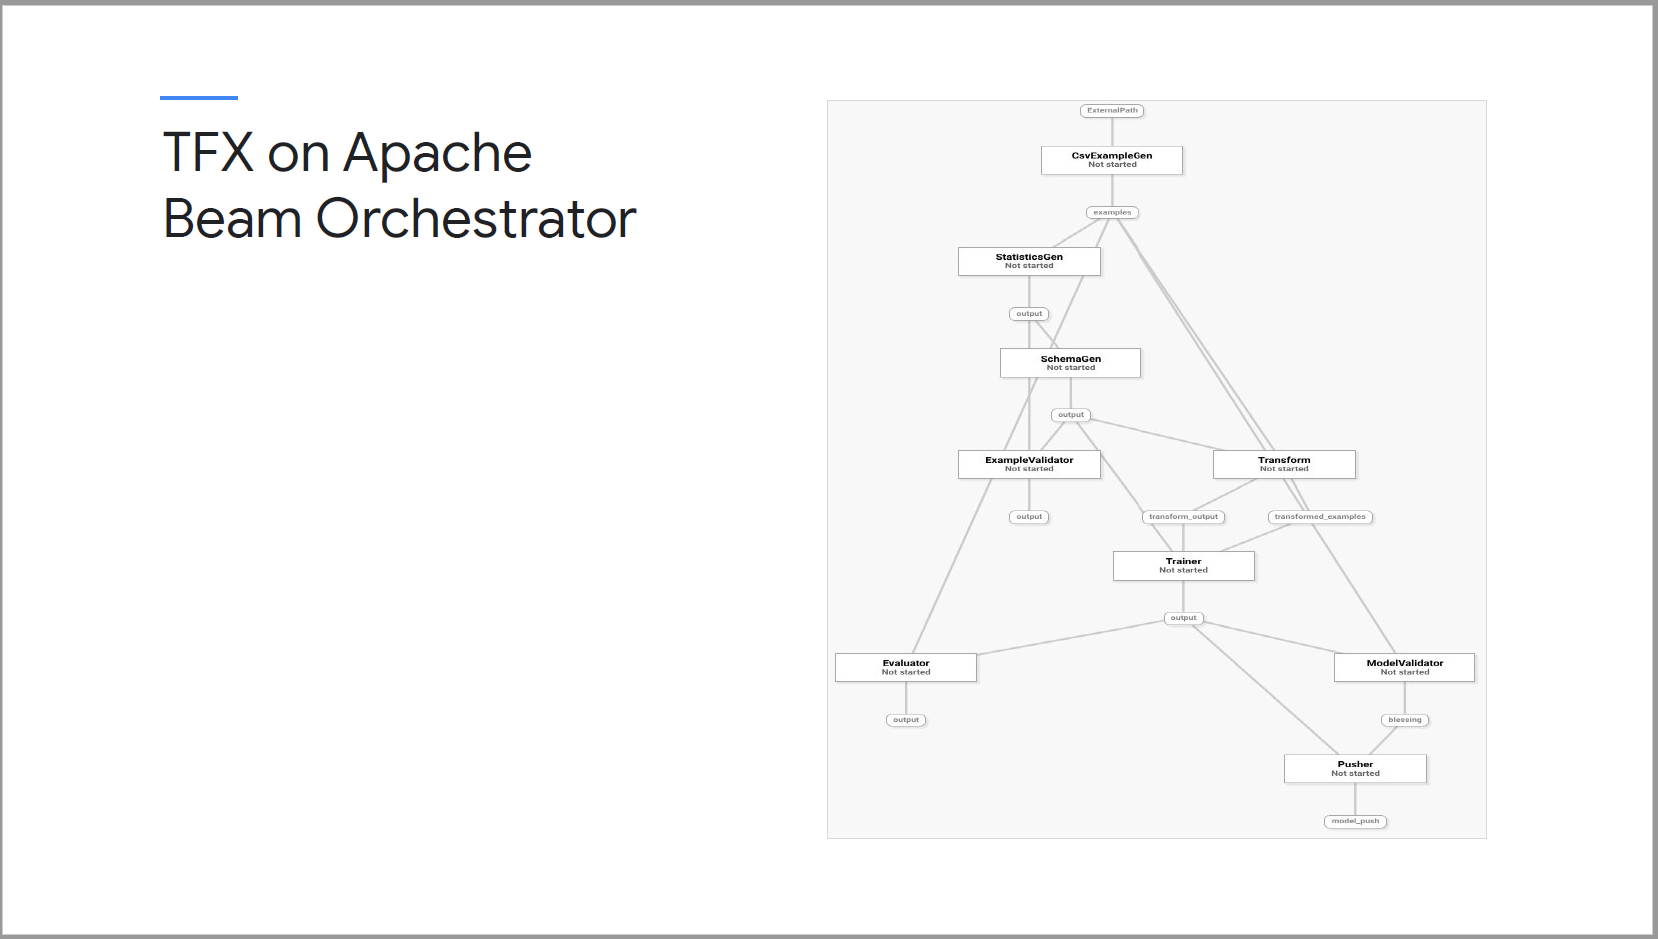 TFX on Apache
Beam Orchestrator
ExternalPath
CsvExampleGen
Not started
examples
StatisticsGen
Not started
output
SchemaGen
Not started
output
ExampleValidator
Not started
Transform
Not started
output
transform_output
transformed_examples
Trainer
Not started
output
Evaluator
Not started
ModelValidator
Not started
output
blessing
Pusher
Not started
model_push